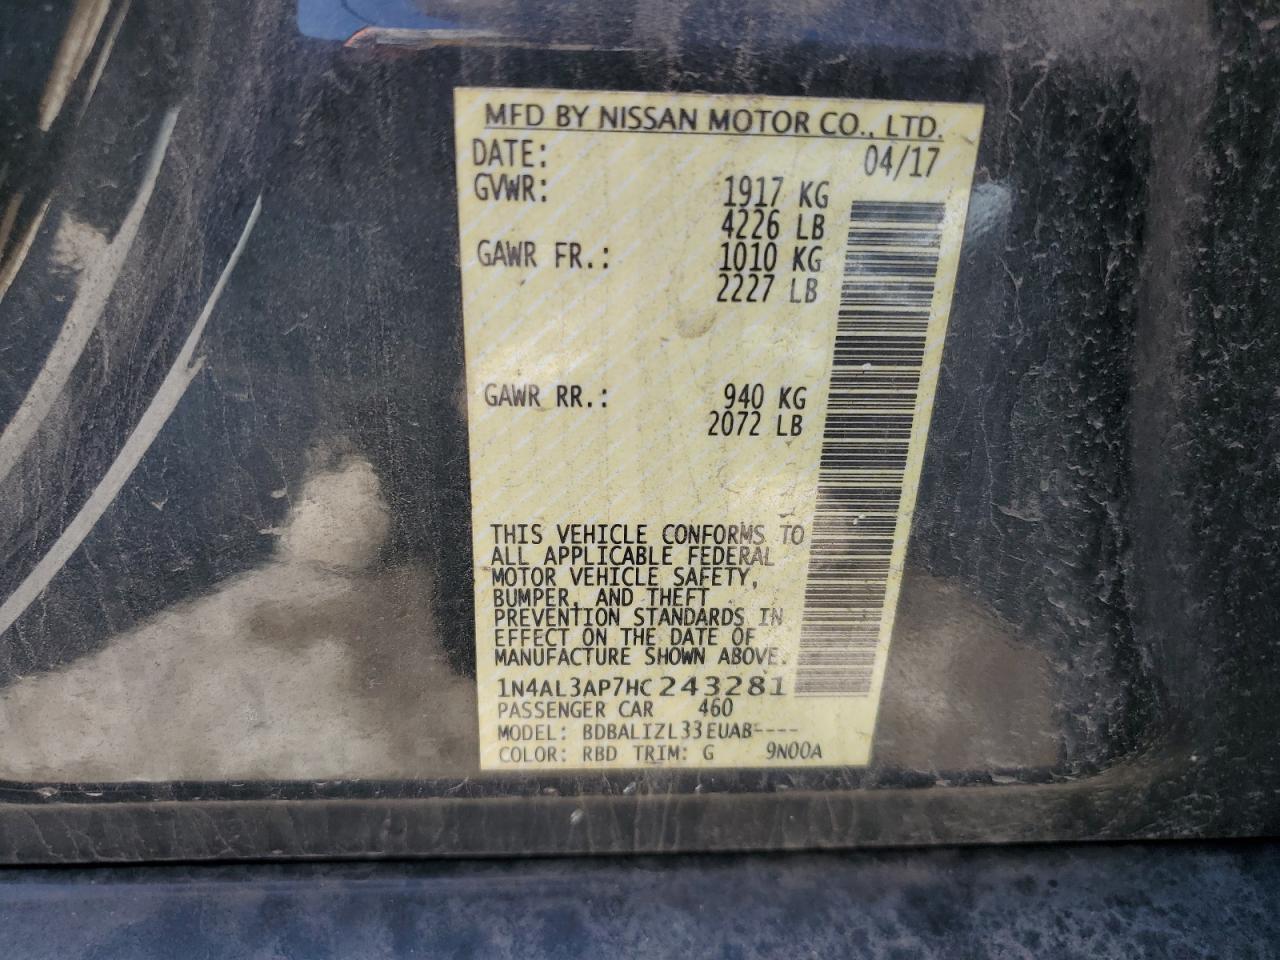 MFD BY NISSAN MOTOR CO., LTD.
DATE: 04/17
GVWR: 1917 KG
4226 LB
GAWR FR.: 1010 KG
2227 LB
GAWR RR.: 940 KG
2072 LB
THIS VEHICLE CONFORMS TO
ALL APPLICABLE FEDERAL
MOTOR VEHICLE SAFETY,
BUMPER, AND THEFT
PREVENTION STANDARDS IN
EFFECT ON THE DATE OF
MANUFACTURE SHOWN ABOVE.
1N4AL3AP7HC243281
PASSENGER CAR 460
MODEL: BDBALIZL33EUAB----
COLOR: RBD TRIM: G 9N00A